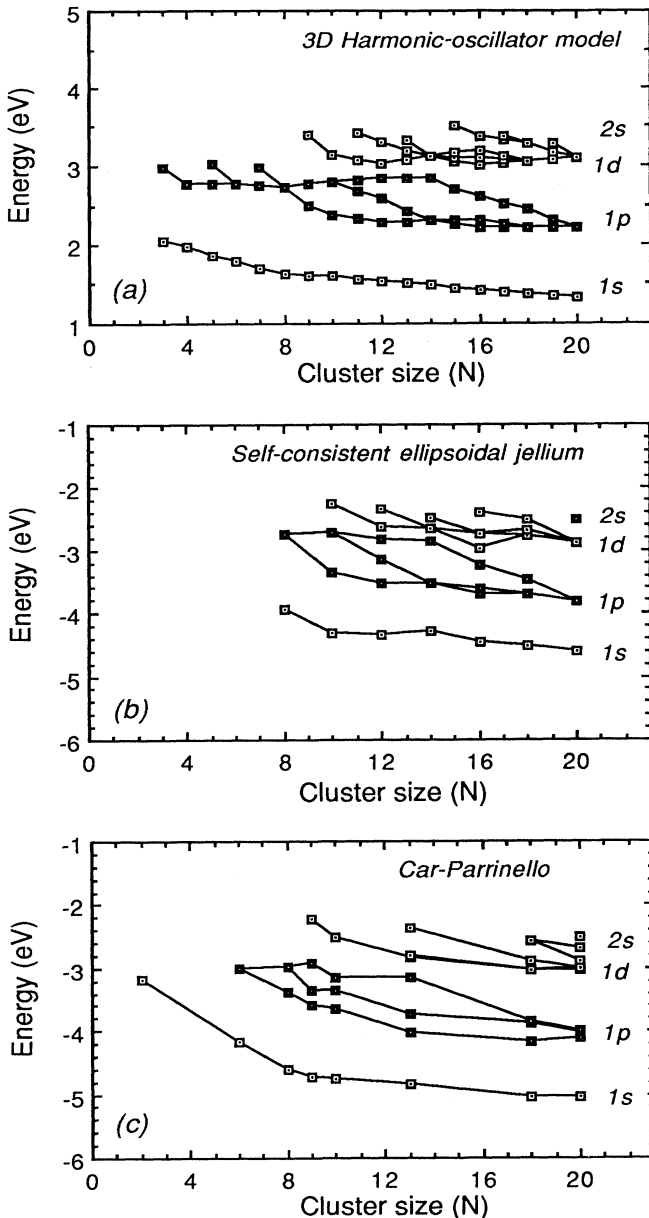 5
3D Harmonic-oscillator model
4
2s
1d
3
1p
2
1s
(a)
1
Energy (eV)
0 4 8 12 16 20
Cluster size (N)
-1
Self-consistent ellipsoidal jellium
-2
2s
-3
1d
-4
1p
1s
-5
(b)
-6
Energy (eV)
0 4 8 12 16 20
Cluster size (N)
-1
Car-Parrinello
-2
2s
-3
1d
-4
1p
-5
1s
(c)
-6
Energy (eV)
0 4 8 12 16 20
Cluster size (N)